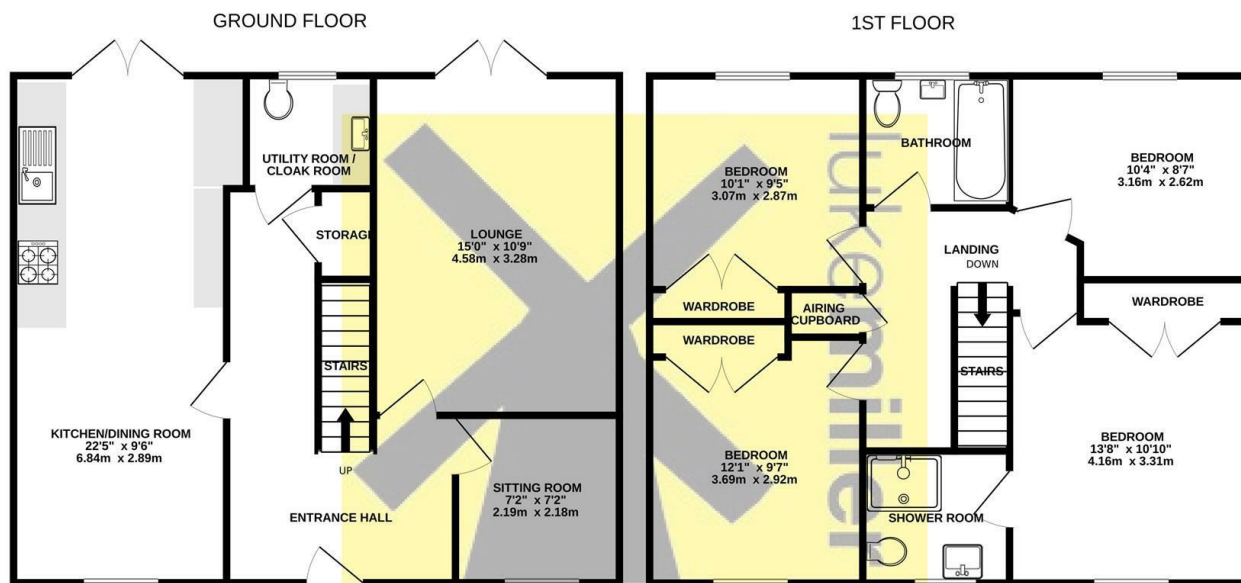 GROUND FLOOR
1ST FLOOR
UTILITY ROOM /
CLOAK ROOM
STORAGE
LOUNGE
15'0" x 10'9"
4.58m x 3.28m
STAIRS
UP
KITCHEN/DINING ROOM
22'5" x 9'6"
6.84m x 2.89m
ENTRANCE HALL
SITTING ROOM
7'2" x 7'2"
2.19m x 2.18m
BEDROOM
10'1" x 9'5"
3.07m x 2.87m
BATHROOM
BEDROOM
10'4" x 8'7"
3.16m x 2.62m
LANDING
DOWN
WARDROBE
AIRING
CUPBOARD
WARDROBE
WARDROBE
STAIRS
BEDROOM
12'1" x 9'7"
3.69m x 2.92m
BEDROOM
13'8" x 10'10"
4.16m x 3.31m
SHOWER ROOM
lukemiller